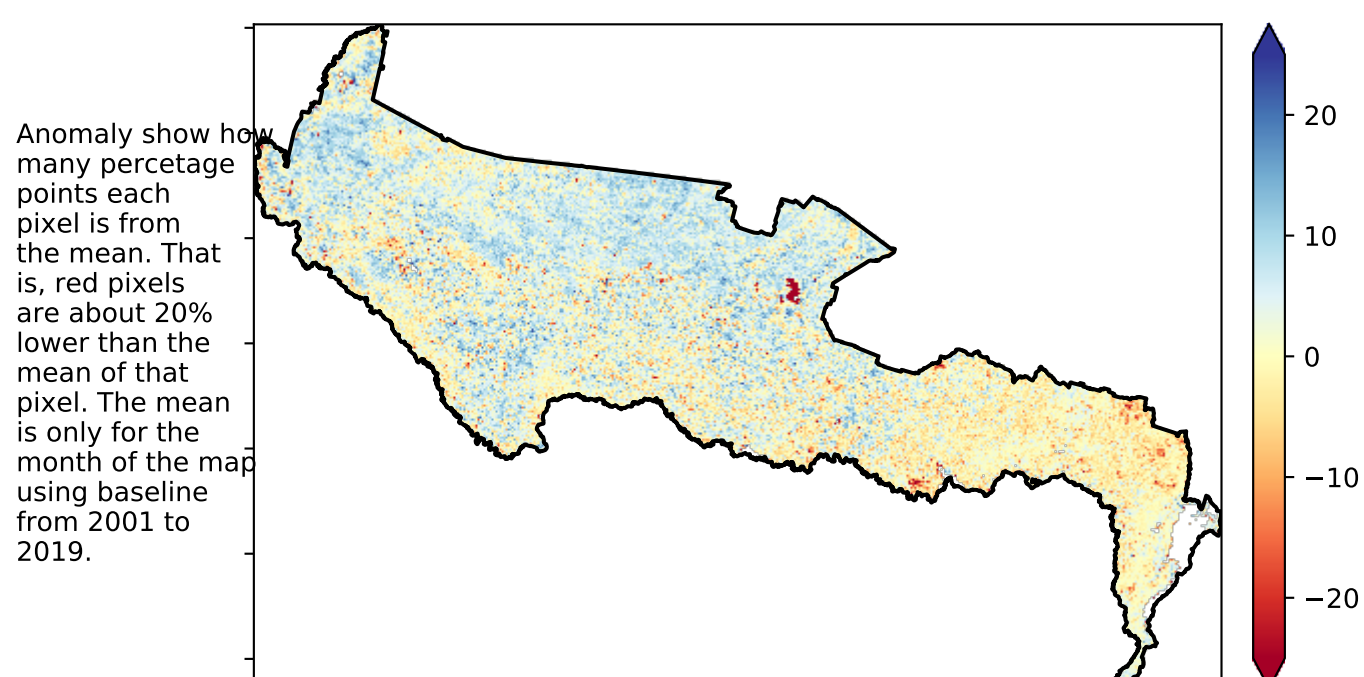 Anomaly show how
many percetage
points each
pixel is from
the mean. That
is, red pixels
are about 20%
lower than the
mean of that
pixel. The mean
is only for the
month of the map
using baseline
from 2001 to
2019.
20
10
0
−10
−20